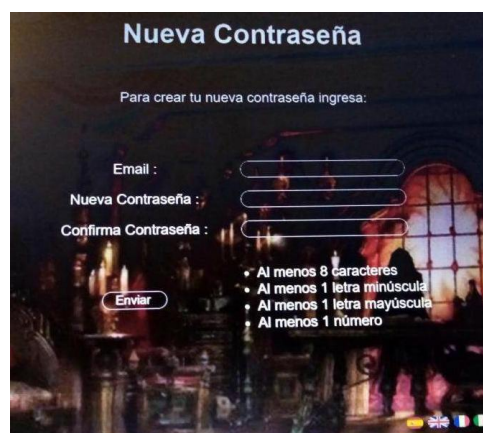 Nueva Contraseña
Para crear tu nueva contraseña ingresa:
Email :
Nueva Contraseña :
Confirma Contraseña :
• Al menos 8 caracteres
• Al menos 1 letra minúscula
• Al menos 1 letra mayúscula
• Al menos 1 número
Enviar